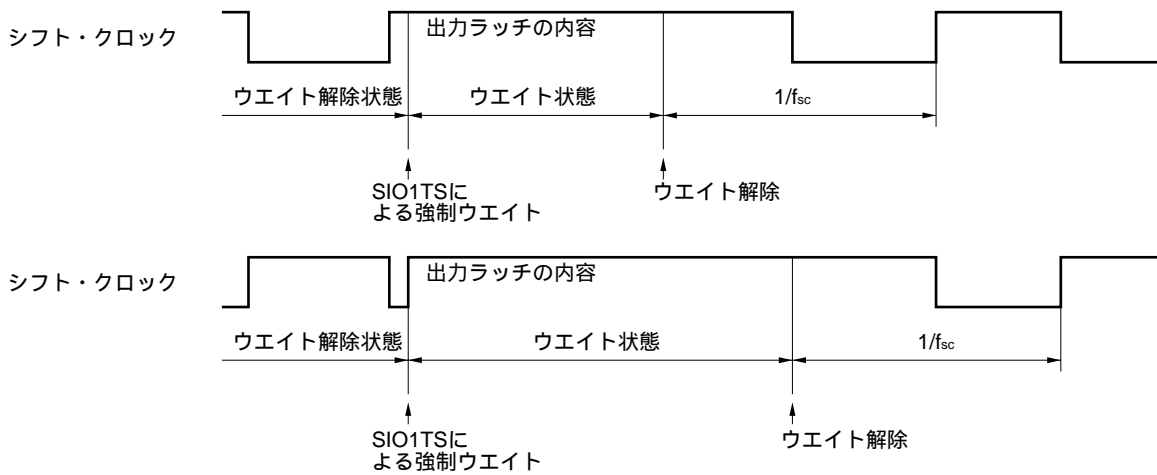 シフト・クロック
出力ラッチの内容
ウエイト解除状態
ウエイト状態
1/fsc
SIO1TSに
よる強制ウエイト
ウエイト解除
シフト・クロック
出力ラッチの内容
ウエイト解除状態
ウエイト状態
1/fsc
SIO1TSに
よる強制ウエイト
ウエイト解除